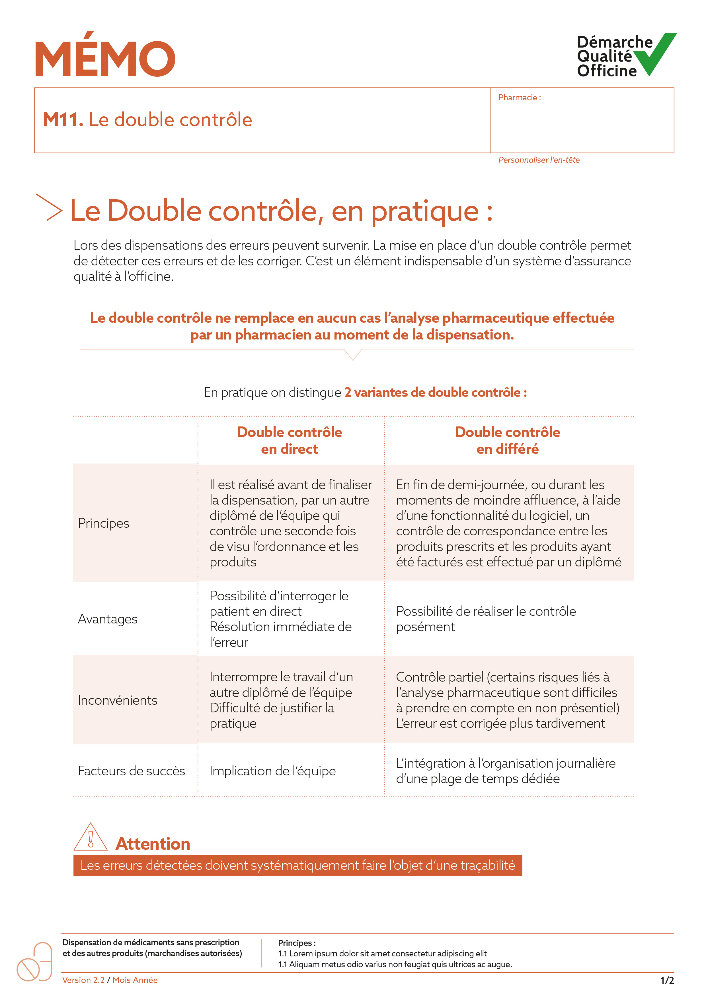 MÉMO
Démarche
Qualité
Officine
M11. Le double contrôle
Pharmacie :
Personnaliser l’en-tête
Le Double contrôle, en pratique :
Lors des dispensations des erreurs peuvent survenir. La mise en place d’un double contrôle permet
de détecter ces erreurs et de les corriger. C’est un élément indispensable d’un système d’assurance
qualité à l’officine.
Le double contrôle ne remplace en aucun cas l’analyse pharmaceutique effectuée
par un pharmacien au moment de la dispensation.
En pratique on distingue 2 variantes de double contrôle :
Double contrôle
en direct
Double contrôle
en différé
Principes
Il est réalisé avant de finaliser
la dispensation, par un autre
diplômé de l’équipe qui
contrôle une seconde fois
de visu l’ordonnance et les
produits
En fin de demi-journée, ou durant les
moments de moindre affluence, à l’aide
d’une fonctionnalité du logiciel, un
contrôle de correspondance entre les
produits prescrits et les produits ayant
été facturés est effectué par un diplômé
Avantages
Possibilité d’interroger le
patient en direct
Résolution immédiate de
l’erreur
Possibilité de réaliser le contrôle
posément
Inconvénients
Interrompre le travail d’un
autre diplômé de l’équipe
Difficulté de justifier la
pratique
Contrôle partiel (certains risques liés à
l’analyse pharmaceutique sont difficiles
à prendre en compte en non présentiel)
L’erreur est corrigée plus tardivement
Facteurs de succès
Implication de l’équipe
L’intégration à l’organisation journalière
d’une plage de temps dédiée
Attention
Les erreurs détectées doivent systématiquement faire l’objet d’une traçabilité
Dispensation de médicaments sans prescription
et des autres produits (marchandises autorisées)
Principes :
1.1 Lorem ipsum dolor sit amet consectetur adipiscing elit
1.1 Aliquam metus odio varius non feugiat quis ultrices ac augue.
Version 2.2 / Mois Année
1/2